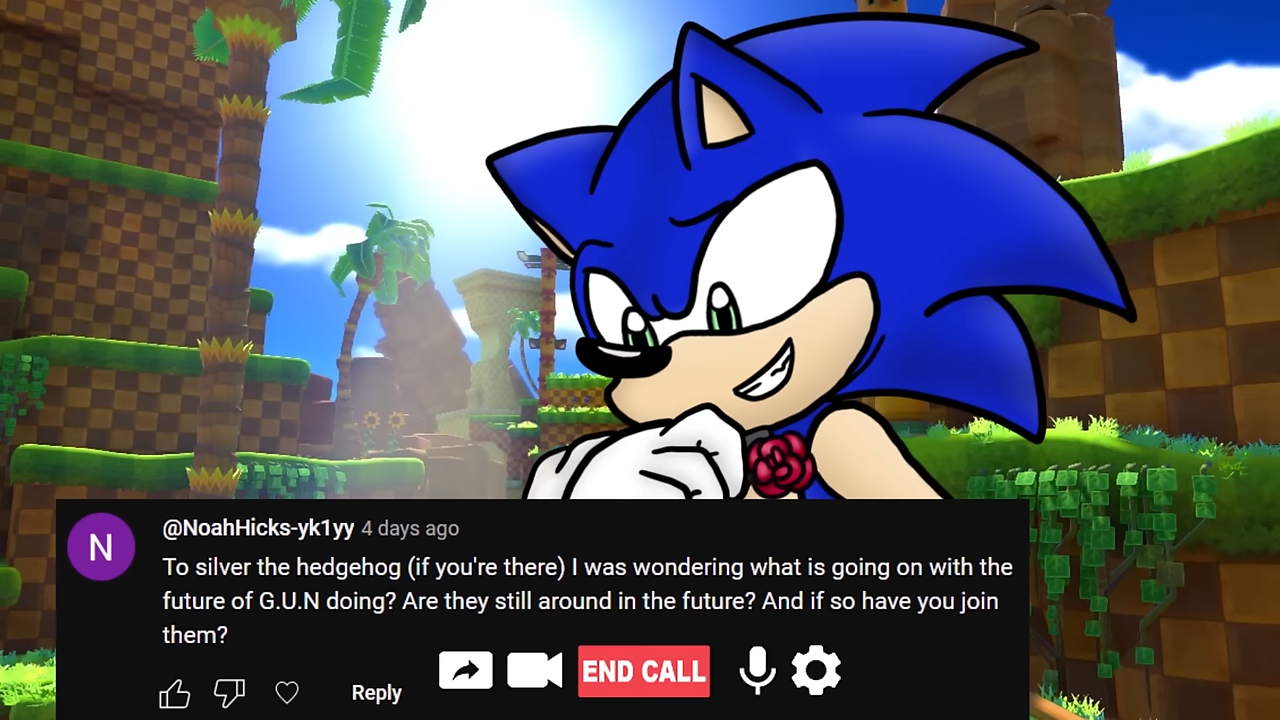 N
@NoahHicks-yk1yy 4 days ago
To silver the hedgehog (if you're there) I was wondering what is going on with the
future of G.U.N doing? Are they still around in the future? And if so have you join
them?
Reply
END CALL